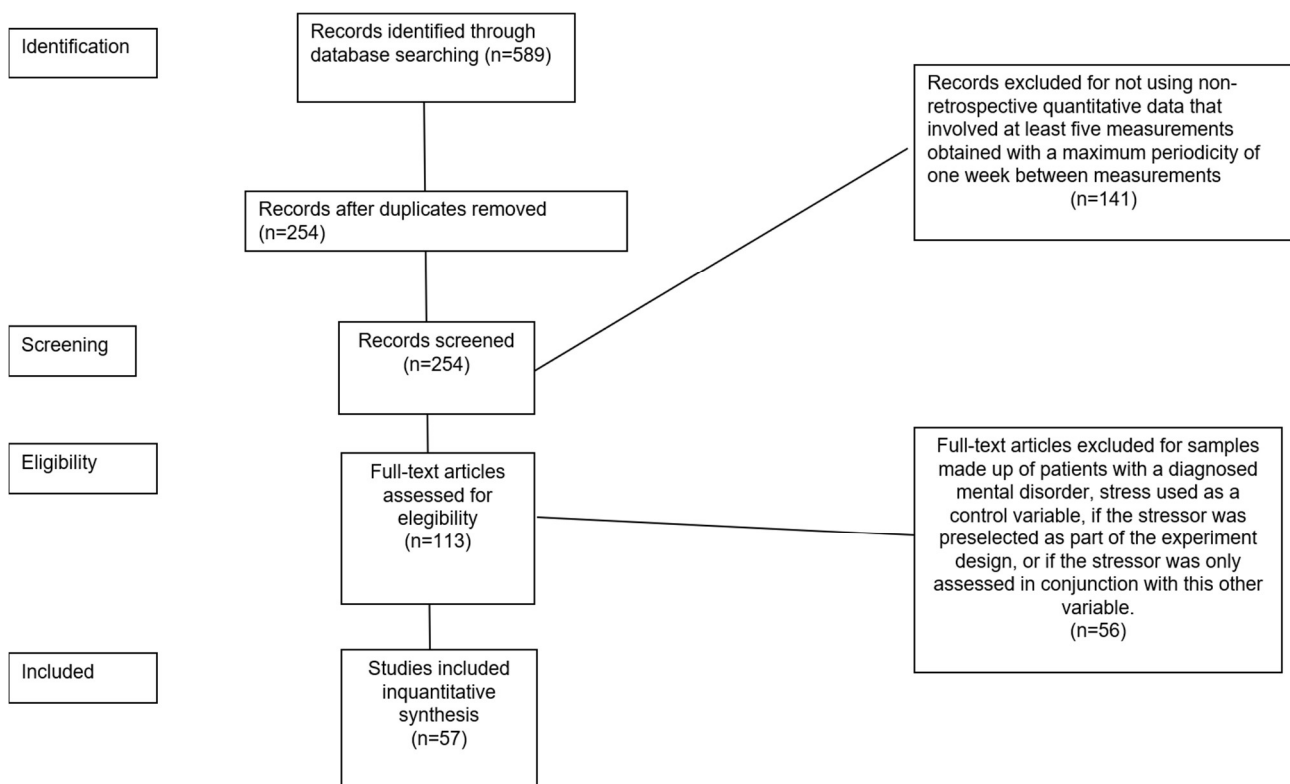 Identification
Records identified through
database searching (n=589)
Records excluded for not using non-
retrospective quantitative data that
involved at least five measurements
obtained with a maximum periodicity of
one week between measurements
(n=141)
Records after duplicates removed
(n=254)
Screening
Records screened
(n=254)
Eligibility
Full-text articles
assessed for
elegibility
(n=113)
Full-text articles excluded for samples
made up of patients with a diagnosed
mental disorder, stress used as a
control variable, if the stressor was
preselected as part of the experiment
design, or if the stressor was only
assessed in conjunction with this other
variable.
(n=56)
Included
Studies included
inquantitative
synthesis
(n=57)